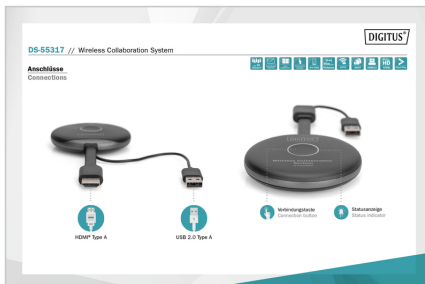 DIGITUS®
DS-55317 // Wireless Collaboration System
Anschlüsse
Connections
HDMI® Type A
USB 2.0 Type A
Verbindungstaste
Connection button
Statusanzeige
Status indicator